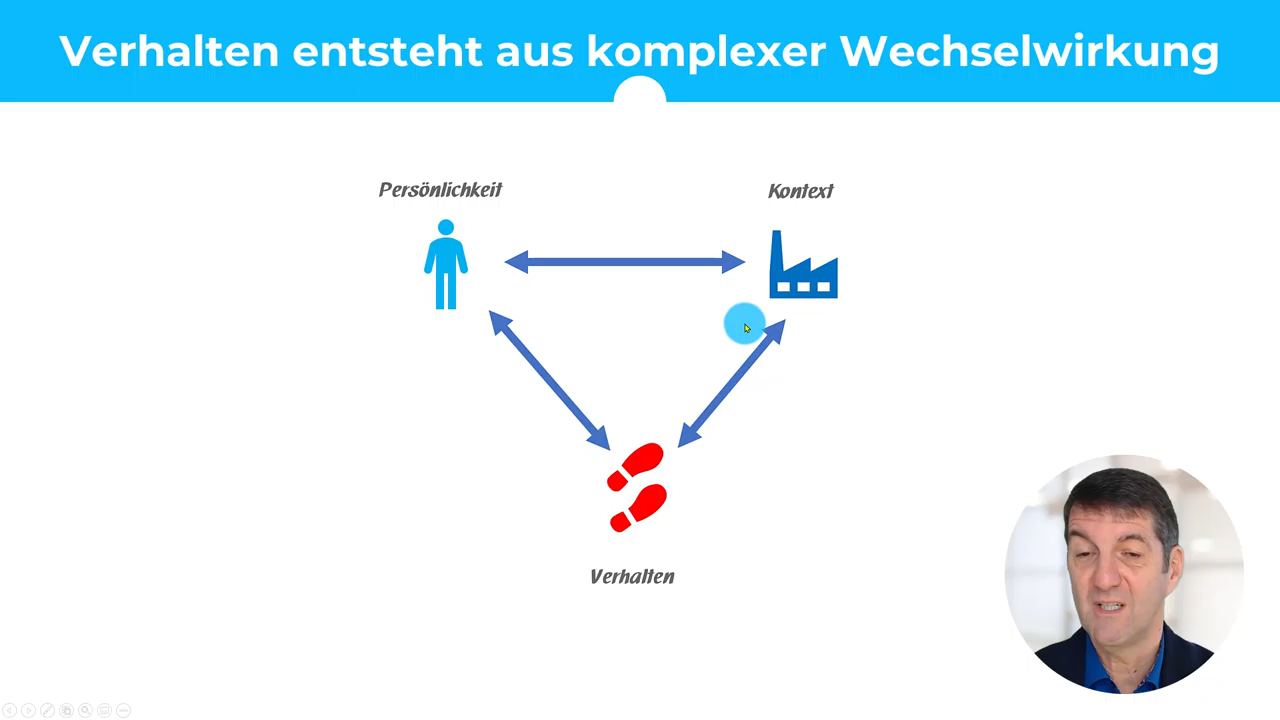 Verhalten entsteht aus komplexer Wechselwirkung
Persönlichkeit
Kontext
Verhalten